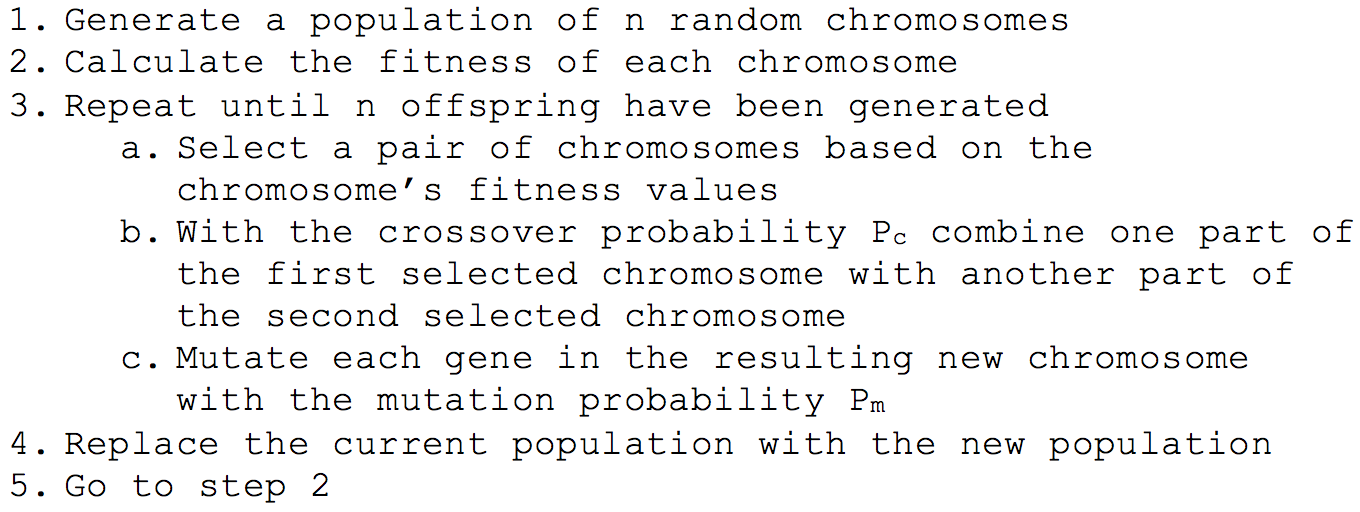 1. Generate a population of n random chromosomes
2. Calculate the fitness of each chromosome
3. Repeat until n offspring have been generated
a. Select a pair of chromosomes based on the
chromosome’s fitness values
b. With the crossover probability Pc combine one part of
the first selected chromosome with another part of
the second selected chromosome
c. Mutate each gene in the resulting new chromosome
with the mutation probability Pm
4. Replace the current population with the new population
5. Go to step 2